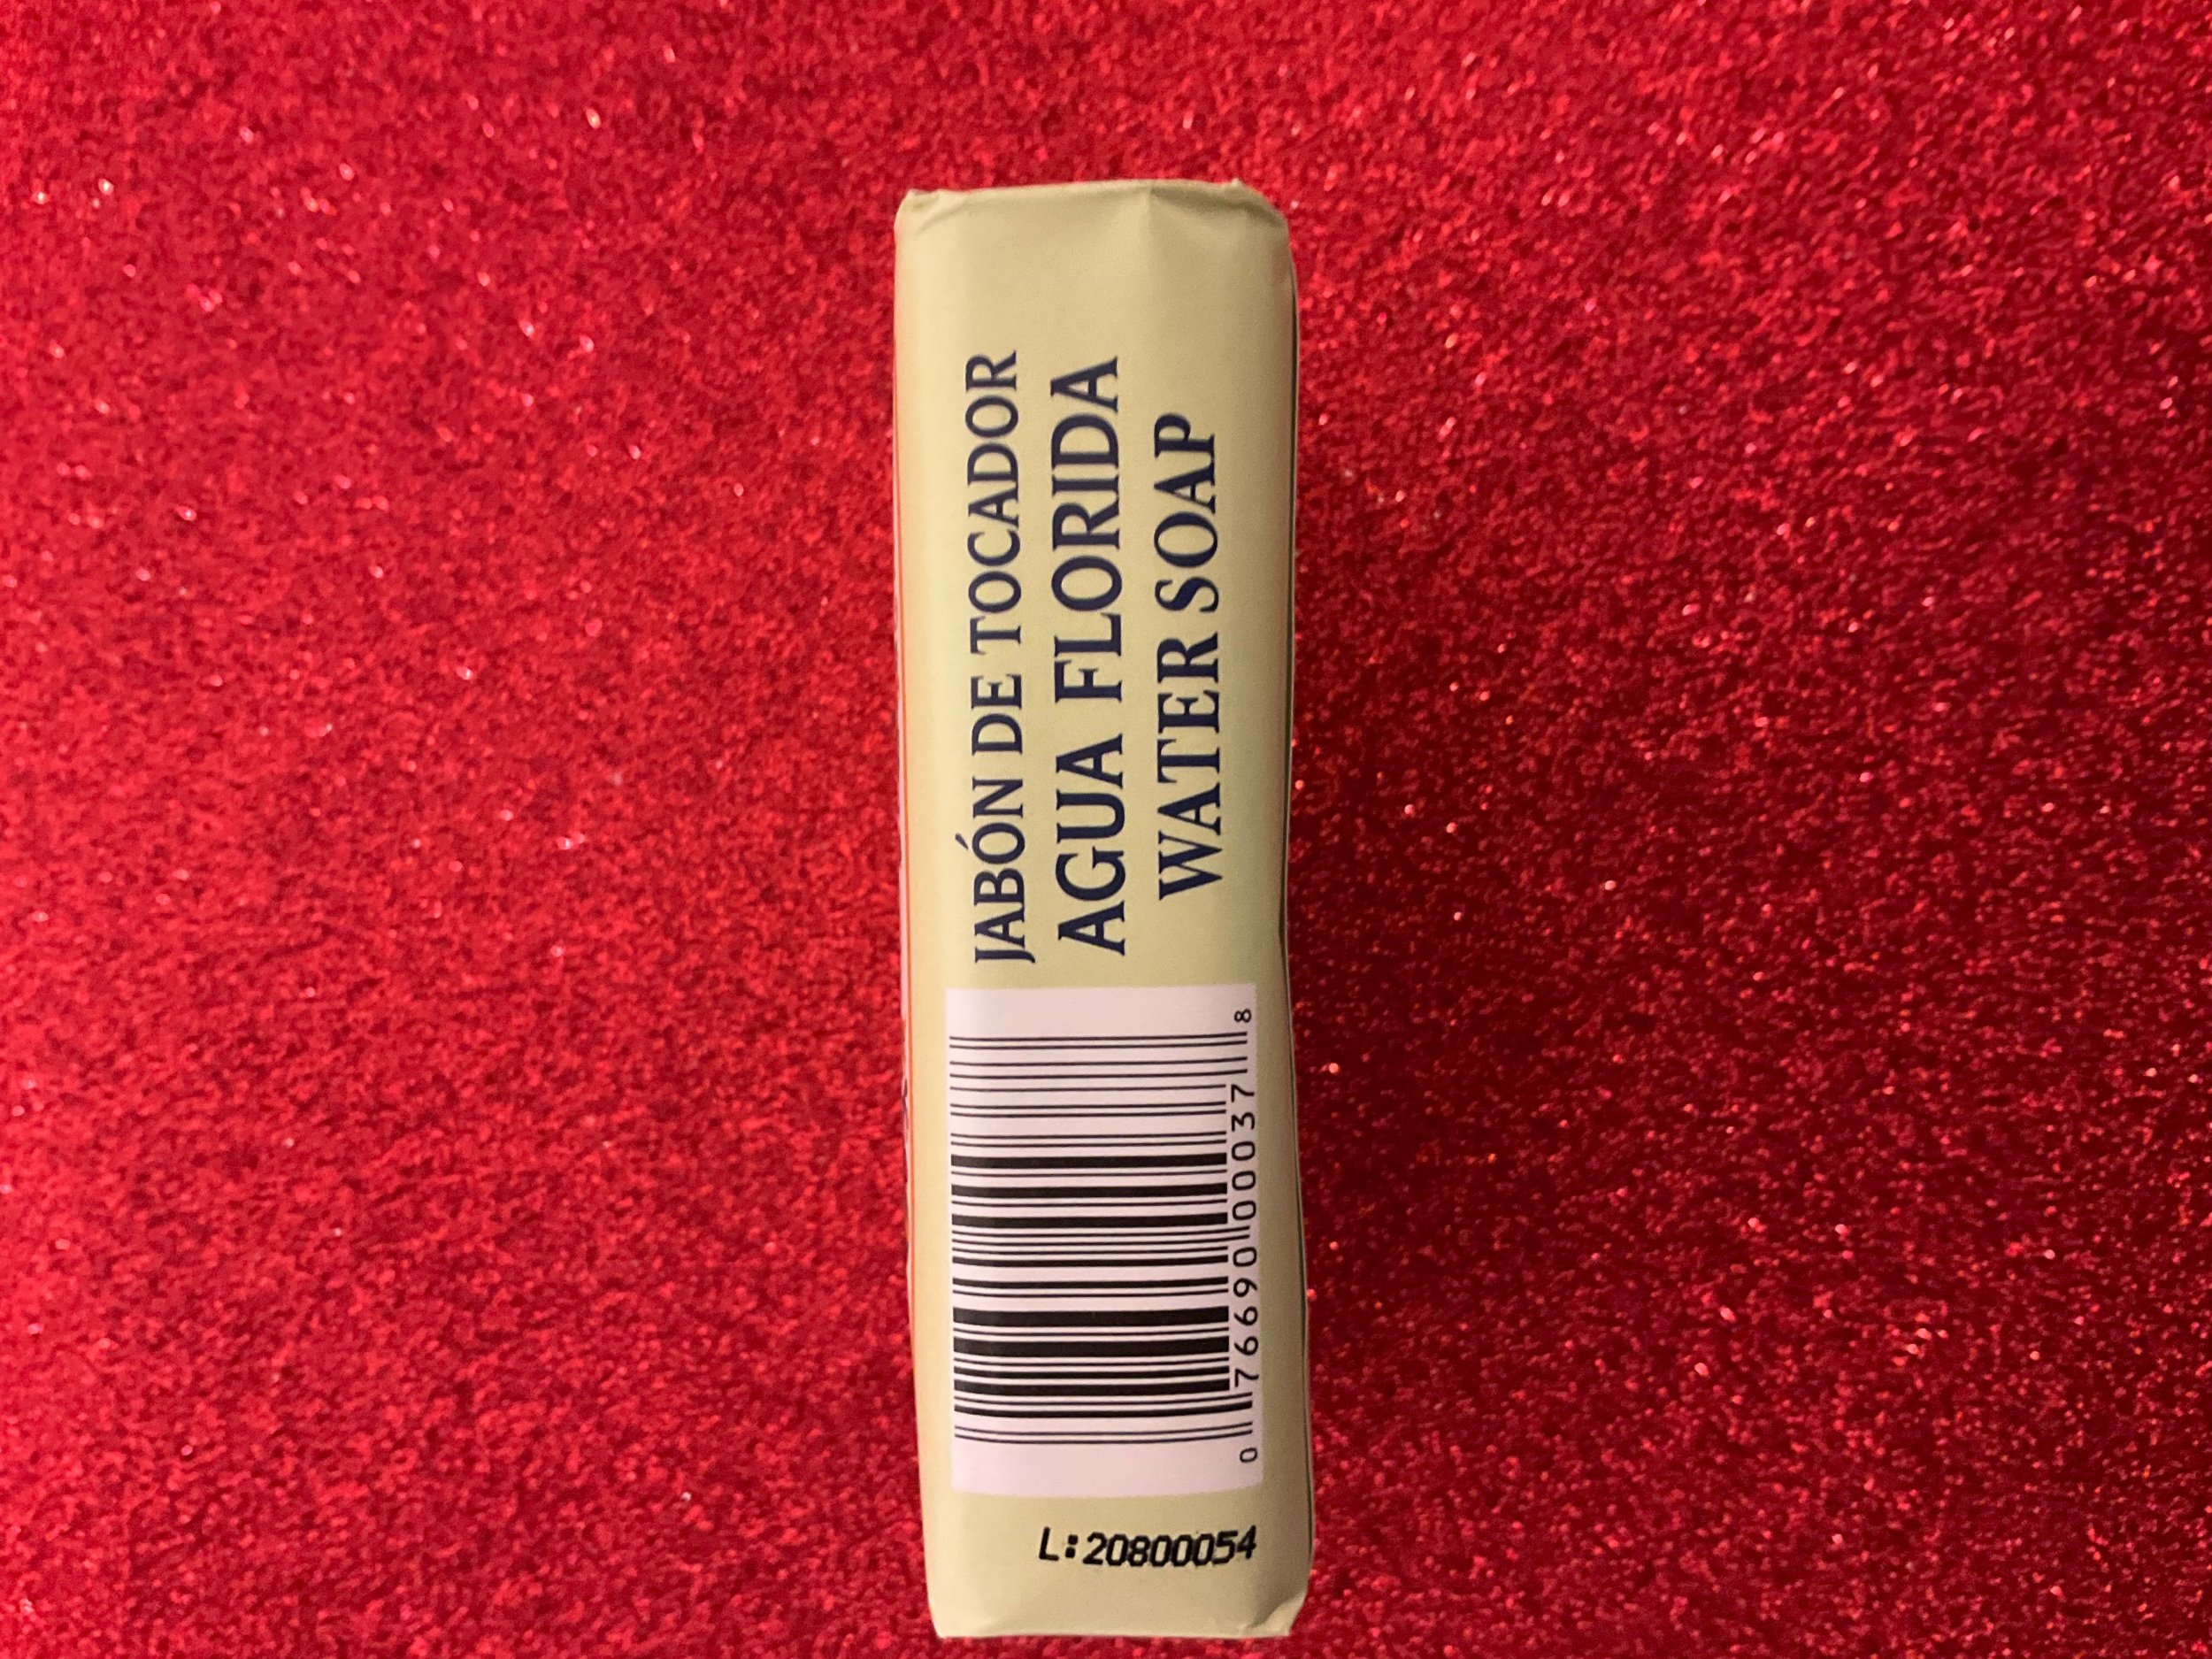 JABÓN DE TOCADOR
AGUA FLORIDA
WATER SOAP
0 76690 00037 8
L:20800054